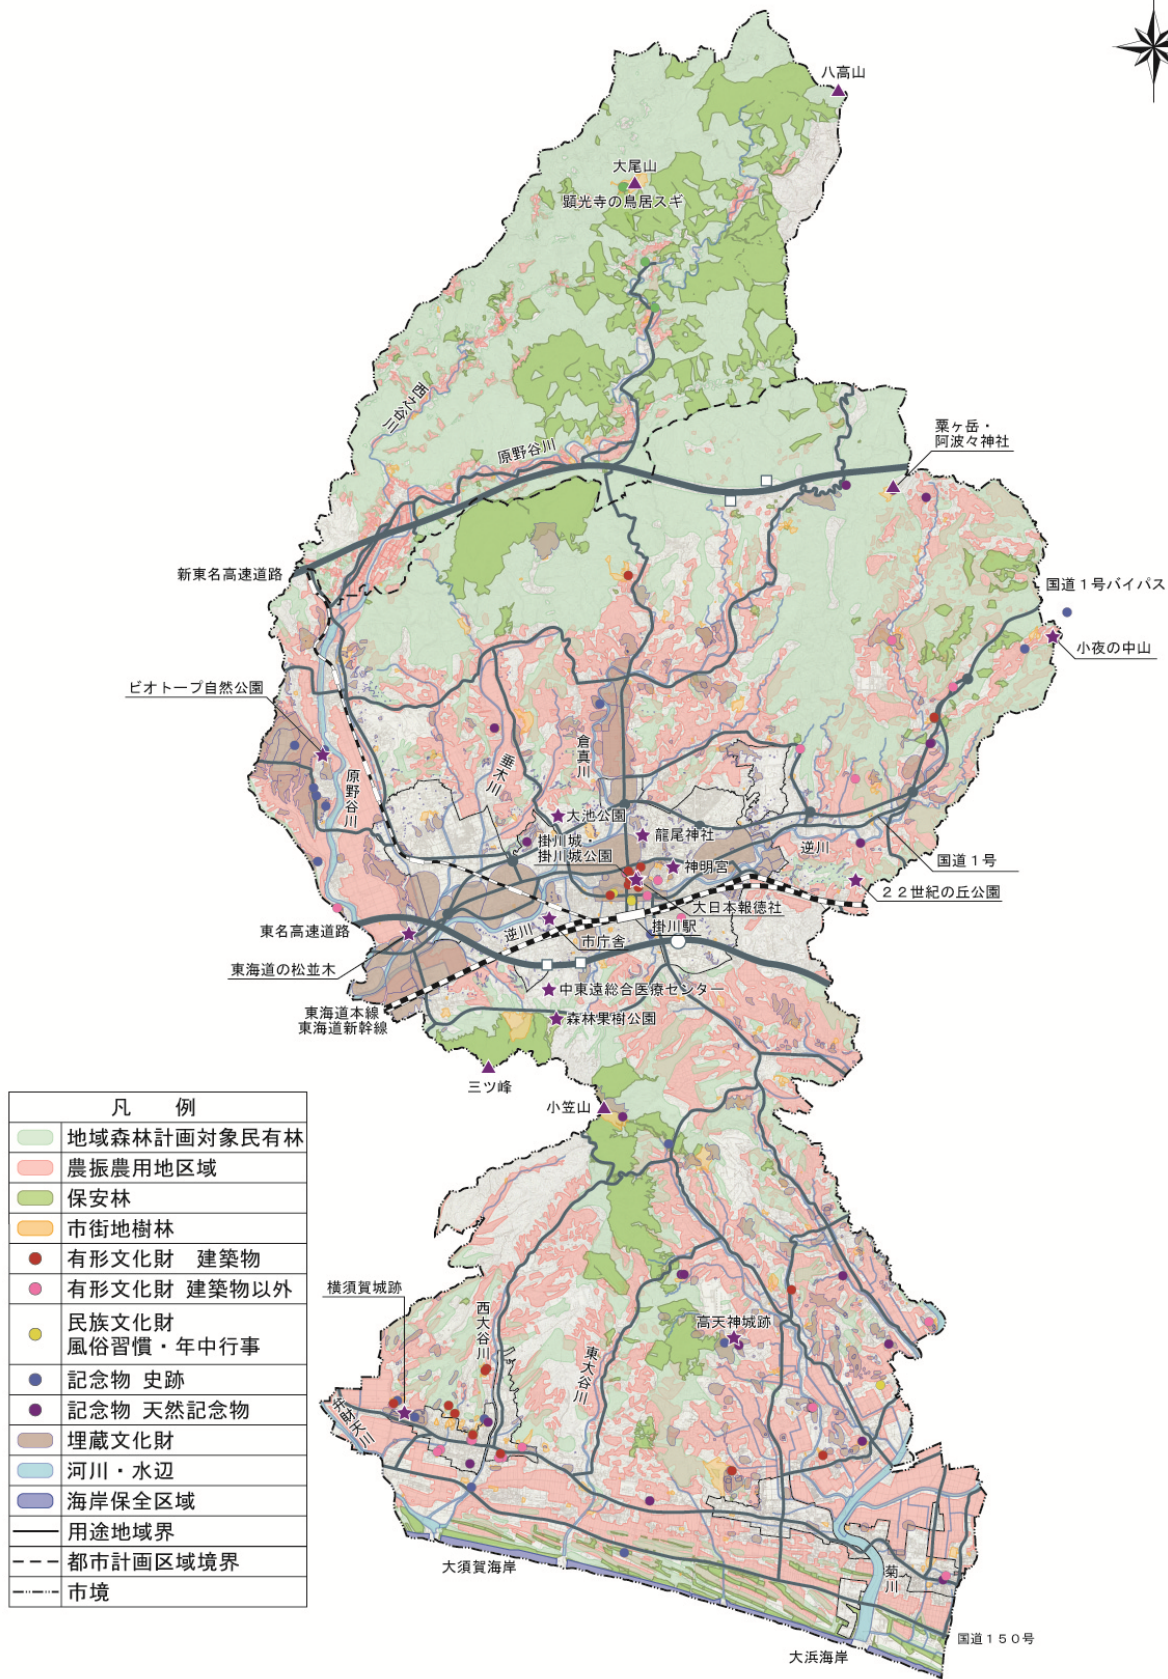 八高山
大尾山
顕光寺の鳥居スギ
西之谷川
原野谷川
粟ヶ岳・
阿波々神社
新東名高速道路
国道1号バイパス
小夜の中山
ビオトープ自然公園
原野谷川
垂木川
倉真川
大池公園
掛川城
掛川城公園
龍尾神社
神明宮
逆川
国道1号
22世紀の丘公園
大日本報徳社
東名高速道路
逆川
市庁舎
掛川駅
東海道の松並木
中東遠総合医療センター
東海道本線
東海道新幹線
森林果樹公園
三ツ峰
小笠山
凡 例
地域森林計画対象民有林
農振農用地区域
保安林
市街地樹林
有形文化財 建築物
有形文化財 建築物以外
民族文化財
風俗習慣・年中行事
記念物 史跡
記念物 天然記念物
埋蔵文化財
河川・水辺
海岸保全区域
用途地域界
都市計画区域境界
市境
横須賀城跡
西大谷川
東大谷川
高天神城跡
弁財天川
大須賀海岸
菊川
国道150号
大浜海岸